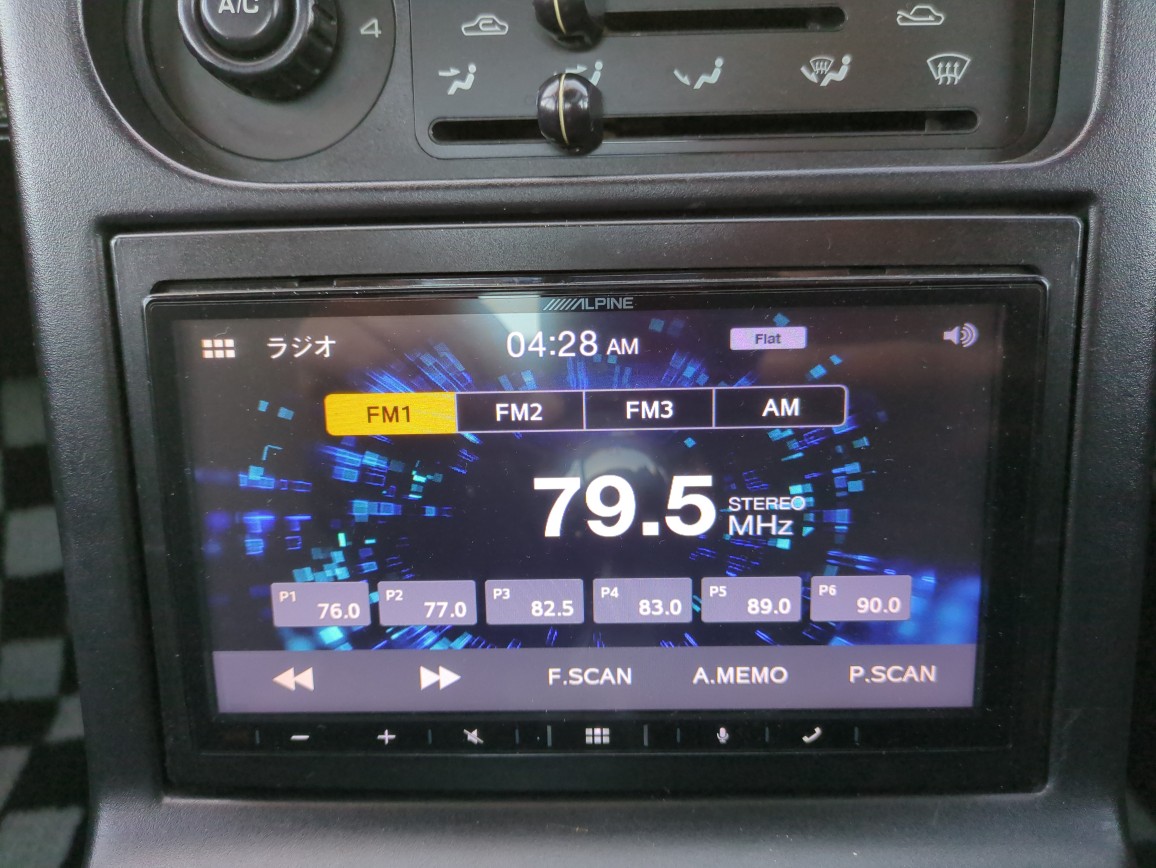 A/C
4
ALPINE
ラジオ 04:28 AM Flat
FM1 FM2 FM3 AM
79.5 STEREO
MHz
P1 76.0 P2 77.0 P3 82.5 P4 83.0 P5 89.0 P6 90.0
F.SCAN A.MEMO P.SCAN